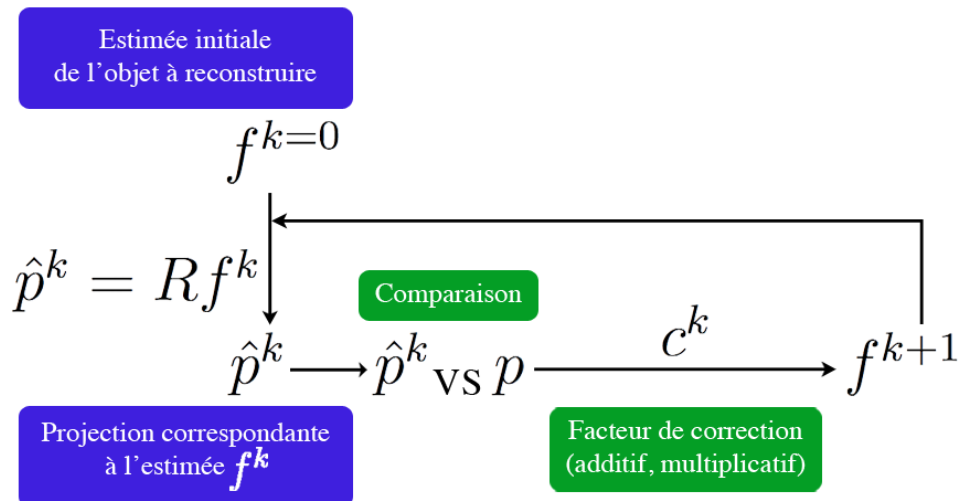 Estimée initiale
de l'objet à reconstruire
f^{k=0}
p̂^k = Rf^k
Comparaison
p̂^k
p̂^k VS p
c^k
f^{k+1}
Projection correspondante
à l'estimée f^k
Facteur de correction
(additif, multiplicatif)